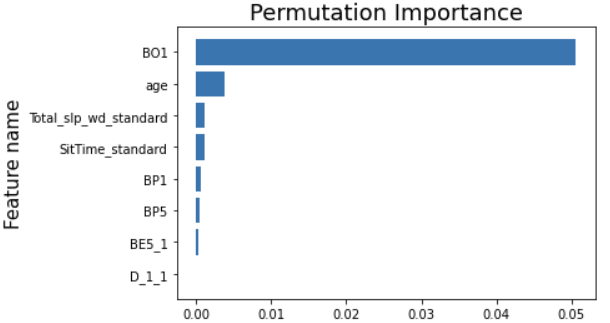 Permutation Importance
Feature name
BO1
age
Total_slp_wd_standard
SitTime_standard
BP1
BP5
BE5_1
D_1_1
0.00 0.01 0.02 0.03 0.04 0.05